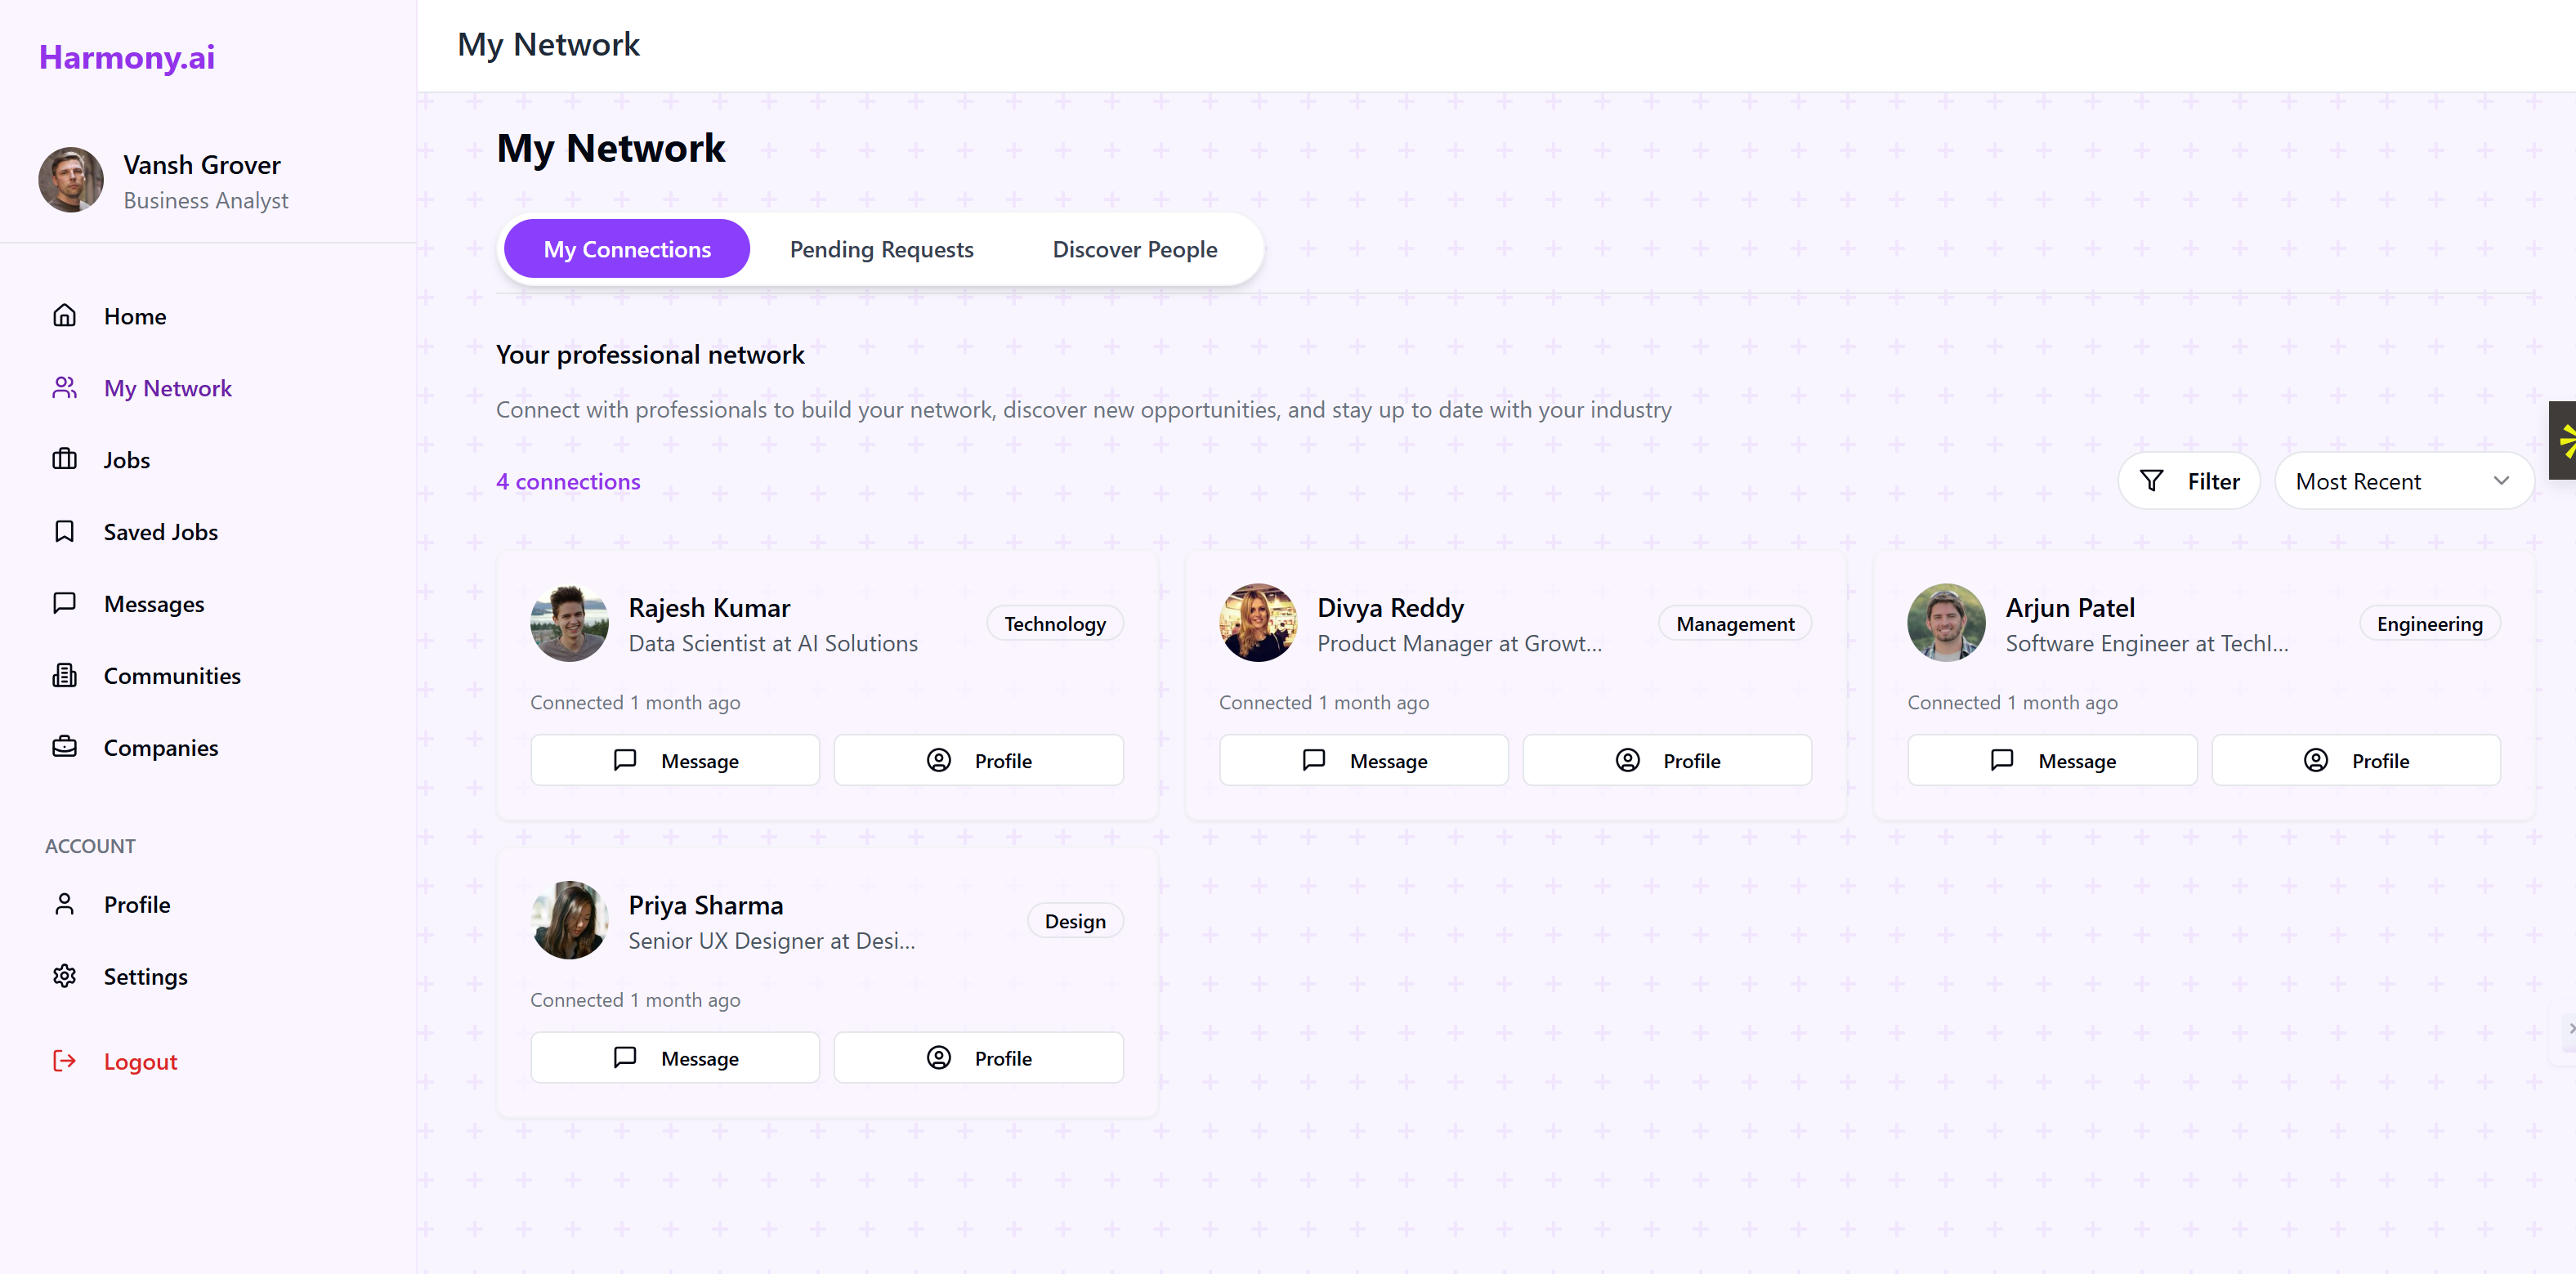 Harmony.ai
Vansh Grover
Business Analyst
Home
My Network
Jobs
Saved Jobs
Messages
Communities
Companies
ACCOUNT
Profile
Settings
Logout
My Network
My Network
My Connections Pending Requests Discover People
Your professional network
Connect with professionals to build your network, discover new opportunities, and stay up to date with your industry
4 connections
Filter Most Recent
Rajesh Kumar
Data Scientist at AI Solutions
Technology
Connected 1 month ago
Message Profile
Divya Reddy
Product Manager at Growt...
Management
Connected 1 month ago
Message Profile
Arjun Patel
Software Engineer at TechI...
Engineering
Connected 1 month ago
Message Profile
Priya Sharma
Senior UX Designer at Desi...
Design
Connected 1 month ago
Message Profile